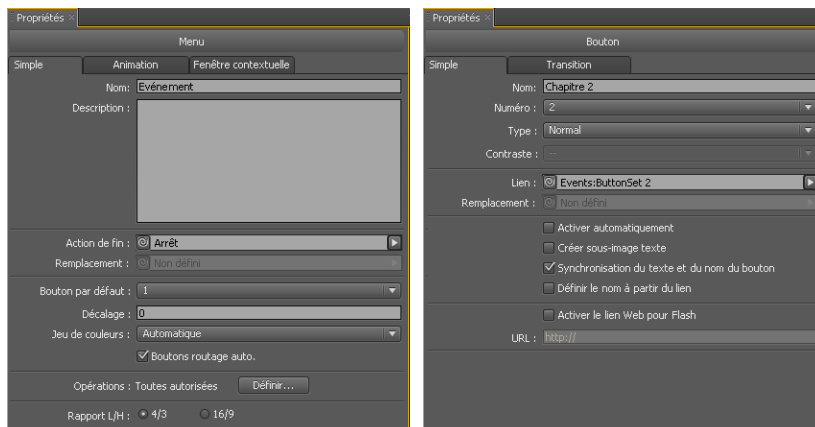 Propriétés ×
Menu
Simple
Animation
Fenêtre contextuelle
Nom: Evénement
Description :
Action de fin : Arrêt
Remplacement : Non défini
Bouton par défaut : 1
Décalage : 0
Jeu de couleurs : Automatique
Boutons routage auto.
Opérations : Toutes autorisées Définir...
Rapport L/H : 4/3 16/9
Propriétés ×
Bouton
Simple
Transition
Nom: Chapitre 2
Numéro : 2
Type : Normal
Contraste : --
Lien : Events:ButtonSet 2
Remplacement : Non défini
Activer automatiquement
Créer sous-image texte
Synchronisation du texte et du nom du bouton
Définir le nom à partir du lien
Activer le lien Web pour Flash
URL : http://